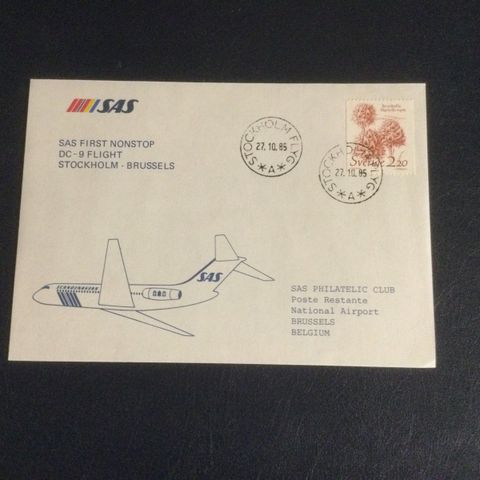 SAS
SAS FIRST NONSTOP
DC-9 FLIGHT
STOCKHOLM - BRUSSELS
STOCKHOLM FLYG
27.10.85
*A*
STOCKHOLM FLYG
27.10.85
*A*
Sverige 2.20
SCANDINAVIAN
SAS
SAS PHILATELIC CLUB
Poste Restante
National Airport
BRUSSELS
BELGIUM